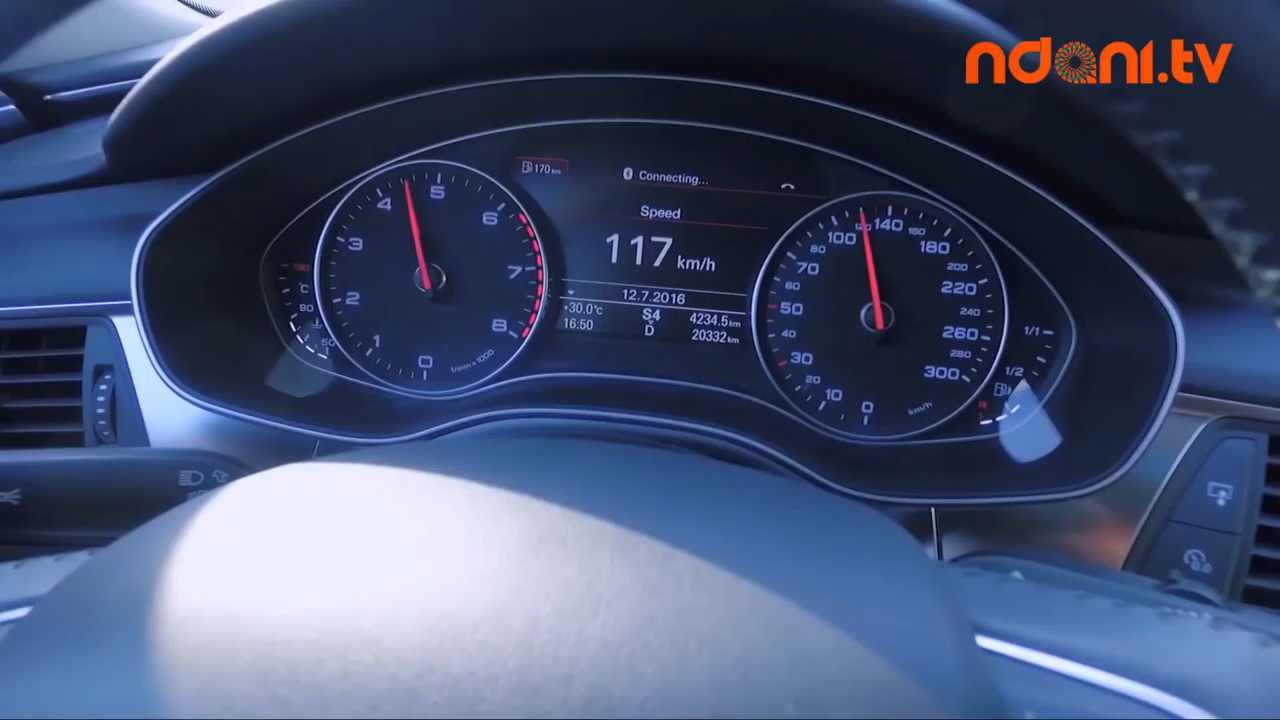 ndani.tv
170 km
Connecting...
Speed
117 km/h
12.7.2016
+30.0°C
S4
4234.5 km
16:50
D
20332 km
0
1
2
3
4
5
6
7
8
1/min x 1000
130
°C
90
50
0
10
20
30
40
50
60
70
80
100
120
140
160
180
200
220
240
260
280
300
km/h
1/1
1/2
R